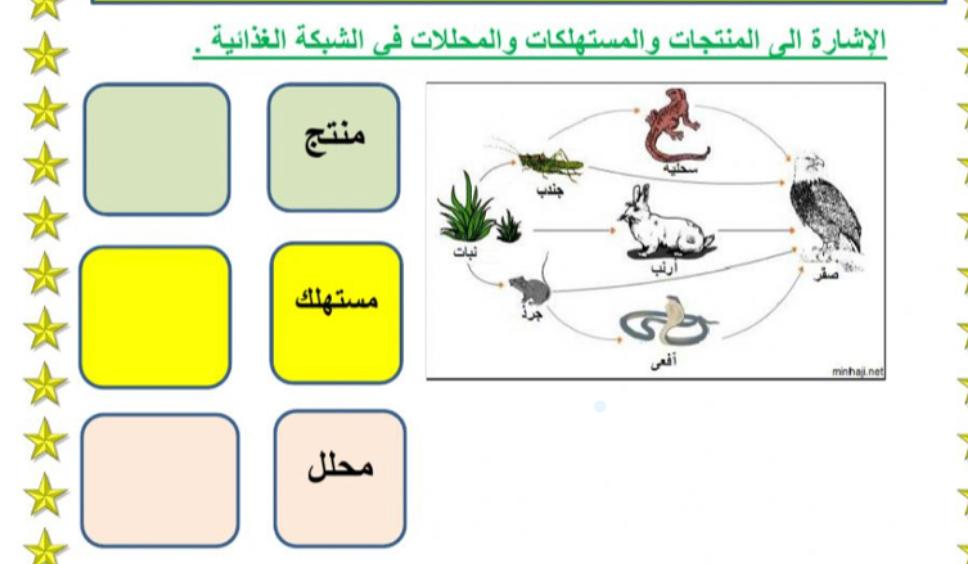 الإشارة الى المنتجات والمستهلكات والمحللات في الشبكة الغذائية .
منتج
سحلية
جندب
نبات
أرنب
صقر
جرذ
أفعى
minhaji.net
مستهلك
محلل